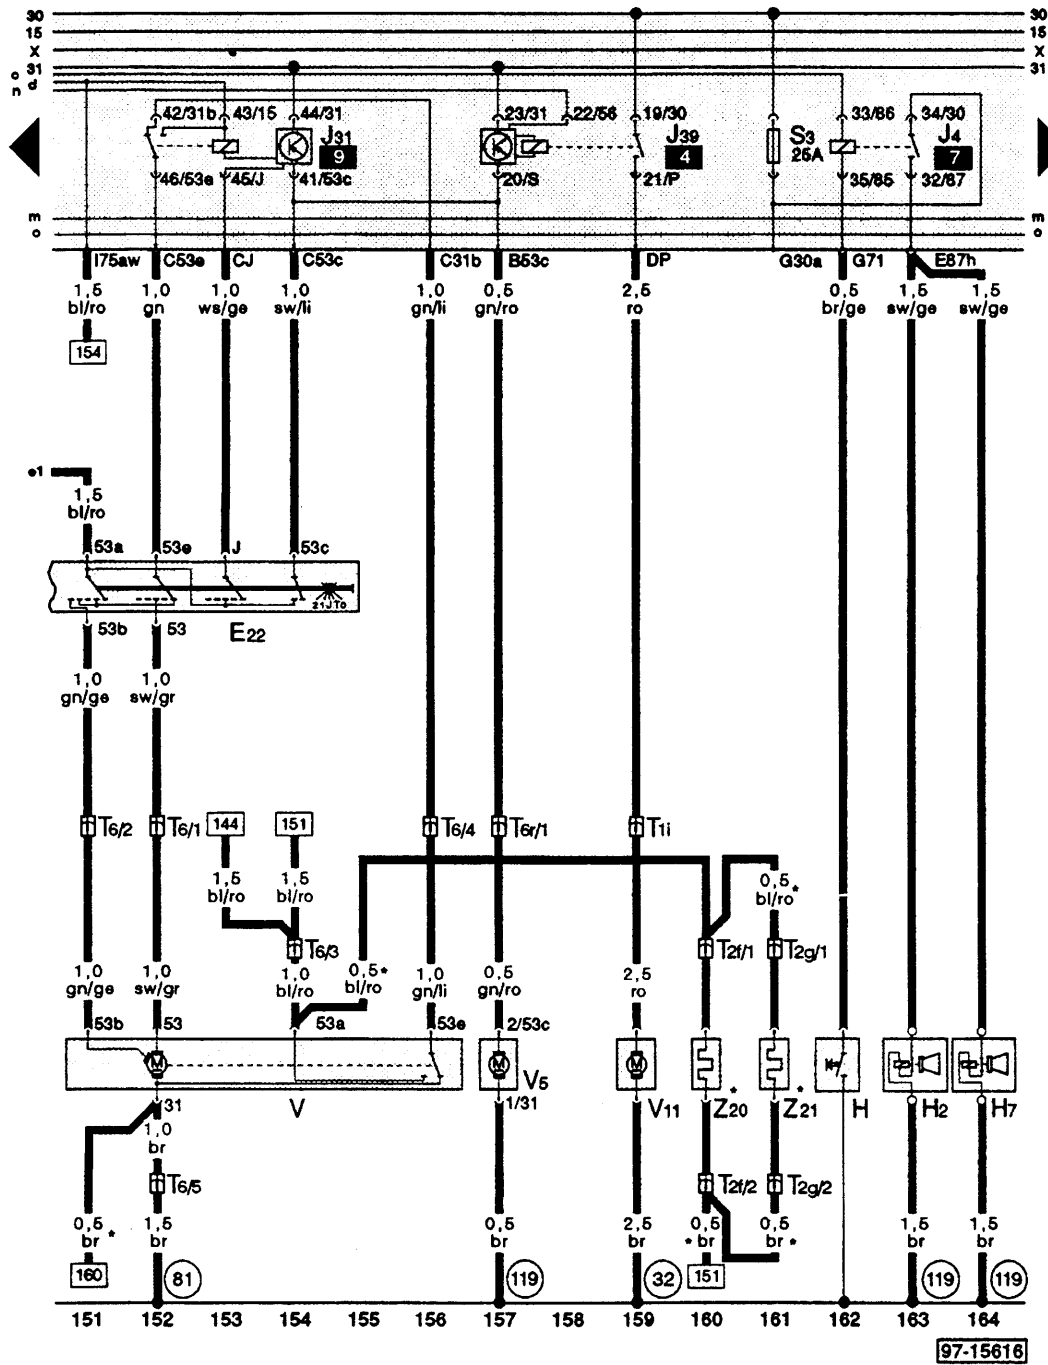 30 30
15 15
X X
31 31
o
d
n
42/31b 43/15 44/31 23/31 22/56 19/30 33/86 34/30
J31
9
J39
4
S3
25A
J4
7
46/53e 45/J 41/53c 20/S 21/P 35/85 32/87
m m
o o
I75aw C53e CJ C53c C31b B53c DP G30a G71 E87h
1,5 1,0 1,0 1,0 1,0 0,5 2,5 0,5 1,5 1,5
bl/ro gn ws/ge sw/li gn/li gn/ro ro br/ge sw/ge sw/ge
154
e1
1,5
bl/ro
53a 53e J 53c
53b 53 E22
1,0 1,0
gn/ge sw/gr
T6/2 T6/1 144 151 T6/4 T6r/1 T1i
1,5 1,5 0,5
bl/ro bl/ro bl/ro*
T6/3 T2f/1 T2g/1
1,0 1,0 1,0 0,5* 1,0 0,5 2,5
gn/ge sw/gr bl/ro bl/ro gn/li gn/ro ro
53b 53 53a 53e 2/53c
M M M
V V5 V11 Z20* Z21* H H2 H7
31 1/31
1,0
br
T6/5 T2f/2 T2g/2
0,5 1,5 0,5 2,5 0,5 0,5 1,5 1,5
br * br br br * br br * br br
160 81 119 32 151 119 119
151 152 153 154 155 156 157 158 159 160 161 162 163 164
97-15616